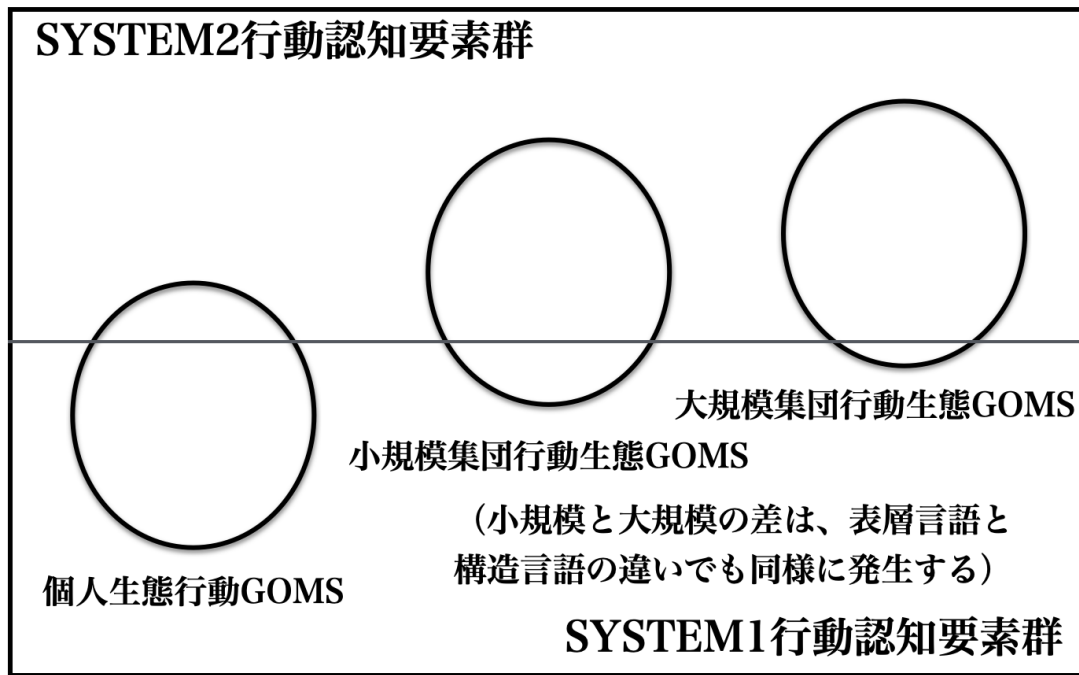 SYSTEM2行動認知要素群
大規模集団行動生態GOMS
小規模集団行動生態GOMS
（小規模と大規模の差は、表層言語と
構造言語の違いでも同様に発生する）
個人生態行動GOMS
SYSTEM1行動認知要素群